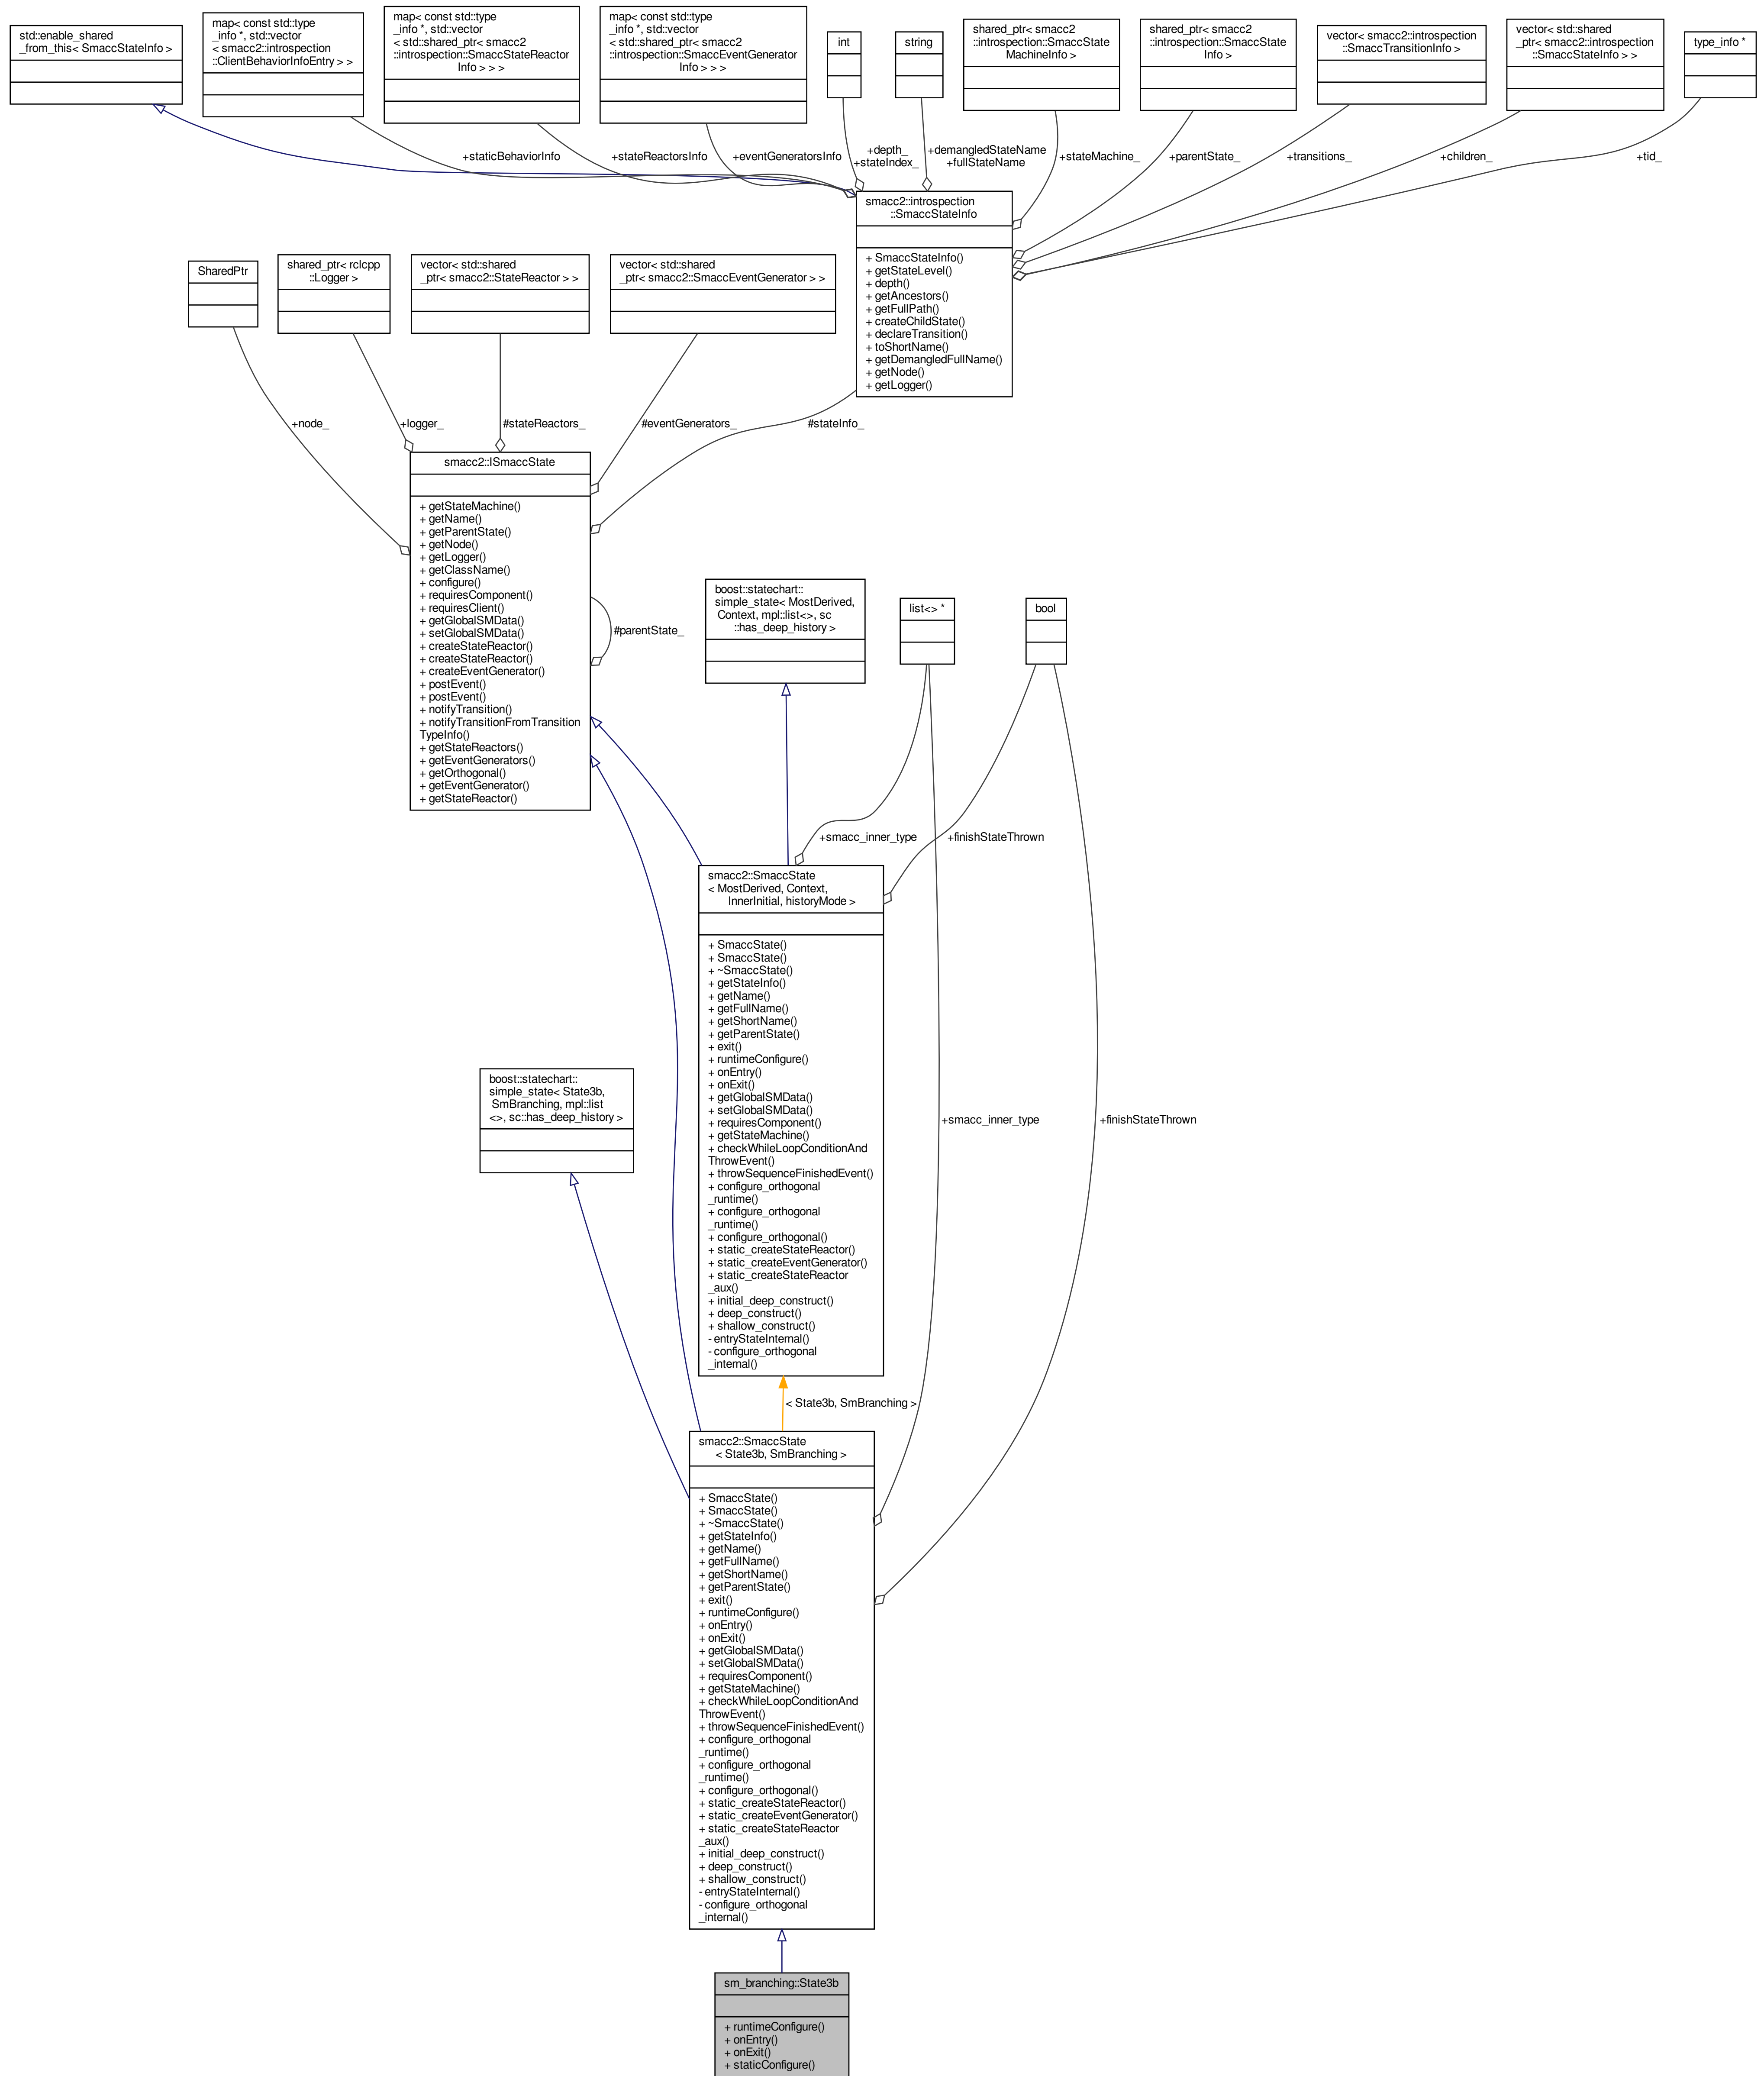 std::enable_shared
_from_this< SmaccStateInfo >
map< const std::type
_info *, std::vector
< smacc2::introspection
::ClientBehaviorInfoEntry > >
map< const std::type
_info *, std::vector
< std::shared_ptr< smacc2
::introspection::SmaccStateReactor
Info > > >
map< const std::type
_info *, std::vector
< std::shared_ptr< smacc2
::introspection::SmaccEventGenerator
Info > > >
int
string
shared_ptr< smacc2
::introspection::SmaccState
MachineInfo >
shared_ptr< smacc2
::introspection::SmaccState
Info >
vector< smacc2::introspection
::SmaccTransitionInfo >
vector< std::shared
_ptr< smacc2::introspection
::SmaccStateInfo > >
type_info *
+staticBehaviorInfo
+stateReactorsInfo
+eventGeneratorsInfo
+depth_
+stateIndex_
+demangledStateName
+fullStateName
+stateMachine_
+parentState_
+transitions_
+children_
+tid_
smacc2::introspection
::SmaccStateInfo
+ SmaccStateInfo()
+ getStateLevel()
+ depth()
+ getAncestors()
+ getFullPath()
+ createChildState()
+ declareTransition()
+ toShortName()
+ getDemangledFullName()
+ getNode()
+ getLogger()
SharedPtr
shared_ptr< rclcpp
::Logger >
vector< std::shared
_ptr< smacc2::StateReactor > >
vector< std::shared
_ptr< smacc2::SmaccEventGenerator > >
+node_
+logger_
#stateReactors_
#eventGenerators_
#stateInfo_
smacc2::ISmaccState
+ getStateMachine()
+ getName()
+ getParentState()
+ getNode()
+ getLogger()
+ getClassName()
+ configure()
+ requiresComponent()
+ requiresClient()
+ getGlobalSMData()
+ setGlobalSMData()
+ createStateReactor()
+ createStateReactor()
+ createEventGenerator()
+ postEvent()
+ postEvent()
+ notifyTransition()
+ notifyTransitionFromTransition
TypeInfo()
+ getStateReactors()
+ getEventGenerators()
+ getOrthogonal()
+ getEventGenerator()
+ getStateReactor()
#parentState_
boost::statechart::
simple_state< MostDerived,
Context, mpl::list<>, sc
::has_deep_history >
list<> *
bool
+smacc_inner_type
+finishStateThrown
smacc2::SmaccState
< MostDerived, Context,
InnerInitial, historyMode >
+ SmaccState()
+ SmaccState()
+ ~SmaccState()
+ getStateInfo()
+ getName()
+ getFullName()
+ getShortName()
+ getParentState()
+ exit()
+ runtimeConfigure()
+ onEntry()
+ onExit()
+ getGlobalSMData()
+ setGlobalSMData()
+ requiresComponent()
+ getStateMachine()
+ checkWhileLoopConditionAnd
ThrowEvent()
+ throwSequenceFinishedEvent()
+ configure_orthogonal
_runtime()
+ configure_orthogonal
_runtime()
+ configure_orthogonal()
+ static_createStateReactor()
+ static_createEventGenerator()
+ static_createStateReactor
_aux()
+ initial_deep_construct()
+ deep_construct()
+ shallow_construct()
- entryStateInternal()
- configure_orthogonal
_internal()
boost::statechart::
simple_state< State3b,
SmBranching, mpl::list
<>, sc::has_deep_history >
+smacc_inner_type
+finishStateThrown
< State3b, SmBranching >
smacc2::SmaccState
< State3b, SmBranching >
+ SmaccState()
+ SmaccState()
+ ~SmaccState()
+ getStateInfo()
+ getName()
+ getFullName()
+ getShortName()
+ getParentState()
+ exit()
+ runtimeConfigure()
+ onEntry()
+ onExit()
+ getGlobalSMData()
+ setGlobalSMData()
+ requiresComponent()
+ getStateMachine()
+ checkWhileLoopConditionAnd
ThrowEvent()
+ throwSequenceFinishedEvent()
+ configure_orthogonal
_runtime()
+ configure_orthogonal
_runtime()
+ configure_orthogonal()
+ static_createStateReactor()
+ static_createEventGenerator()
+ static_createStateReactor
_aux()
+ initial_deep_construct()
+ deep_construct()
+ shallow_construct()
- entryStateInternal()
- configure_orthogonal
_internal()
sm_branching::State3b
+ runtimeConfigure()
+ onEntry()
+ onExit()
+ staticConfigure()